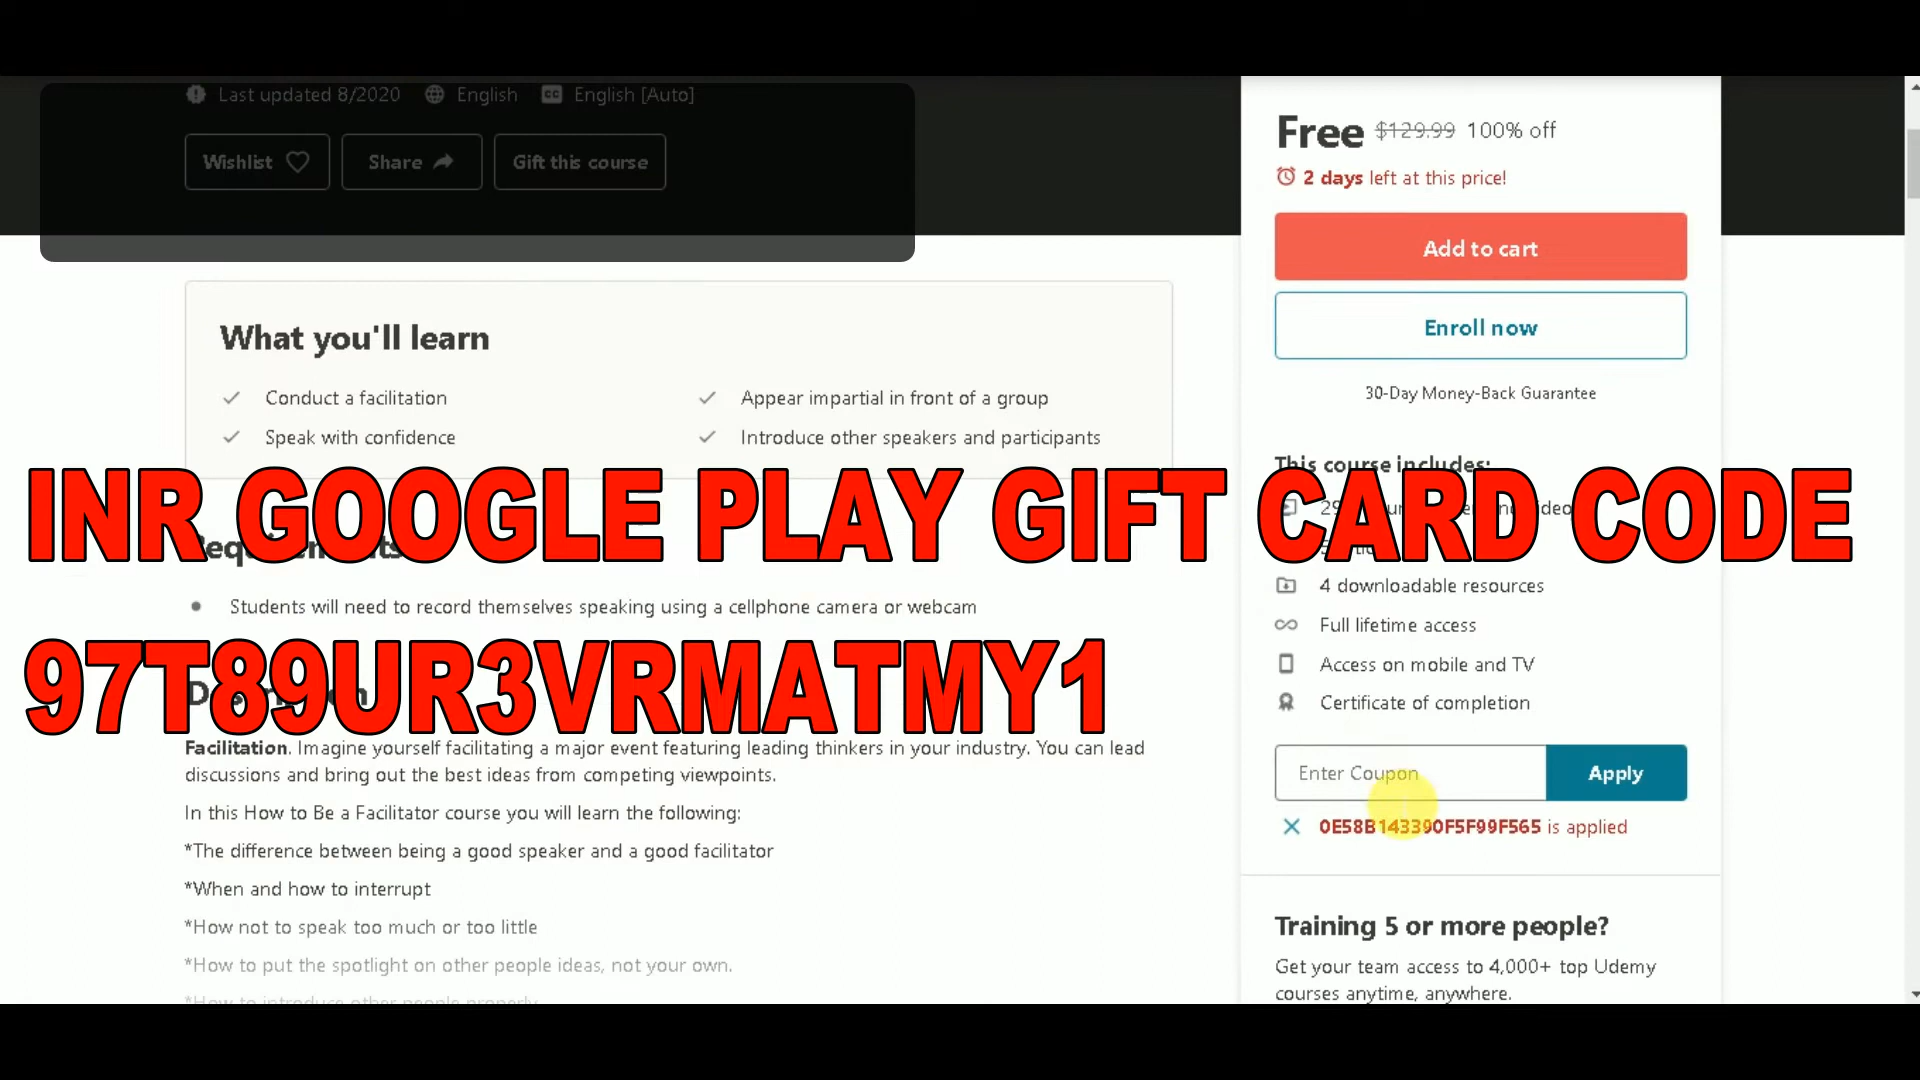 Last updated 8/2020 English English [Auto]
Wishlist Share Gift this course
What you'll learn
Conduct a facilitation
Speak with confidence
Appear impartial in front of a group
Introduce other speakers and participants
INR GOOGLE PLAY GIFT CARD CODE
97T89UR3VRMATMY1
Students will need to record themselves speaking using a cellphone camera or webcam
Facilitation. Imagine yourself facilitating a major event featuring leading thinkers in your industry. You can lead
discussions and bring out the best ideas from competing viewpoints.
In this How to Be a Facilitator course you will learn the following:
*The difference between being a good speaker and a good facilitator
*When and how to interrupt
*How not to speak too much or too little
*How to put the spotlight on other people ideas, not your own.
*How to introduce other people properly
Free $129.99 100% off
2 days left at this price!
Add to cart
Enroll now
30-Day Money-Back Guarantee
This course includes:
4 downloadable resources
Full lifetime access
Access on mobile and TV
Certificate of completion
Enter Coupon Apply
0E58B143390F5F99F565 is applied
Training 5 or more people?
Get your team access to 4,000+ top Udemy
courses anytime, anywhere.